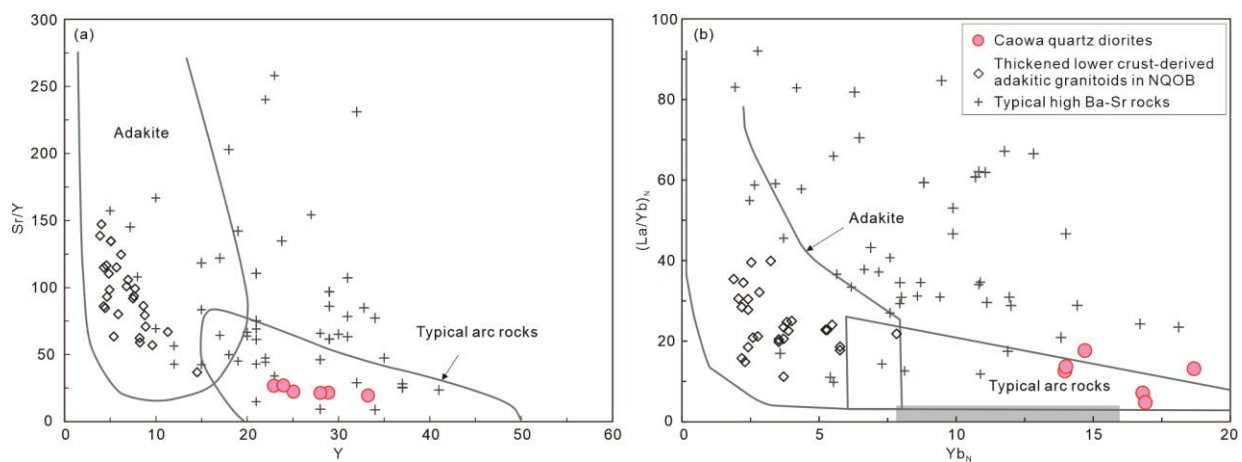 (a)
300
250
200
150
100
50
0
Sr/Y
Adakite
Typical arc rocks
0 10 20 30 40 50 60
Y
(b)
100
80
60
40
20
0
(La/Yb)N
Caowa quartz diorites
Thickened lower crust-derived
adakitic granitoids in NQOB
Typical high Ba-Sr rocks
Adakite
Typical arc rocks
0 5 10 15 20
YbN